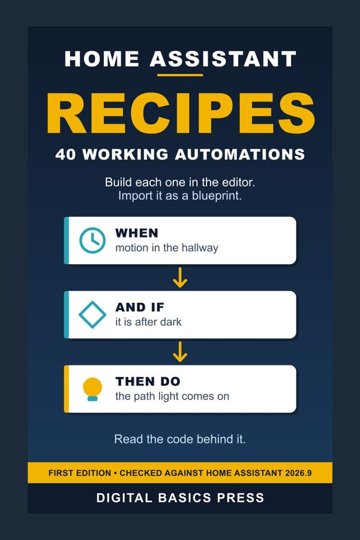 HOME ASSISTANT
RECIPES
40 WORKING AUTOMATIONS
Build each one in the editor.
Import it as a blueprint.
WHEN
motion in the hallway
AND IF
it is after dark
THEN DO
the path light comes on
Read the code behind it.
FIRST EDITION • CHECKED AGAINST HOME ASSISTANT 2026.9
DIGITAL BASICS PRESS